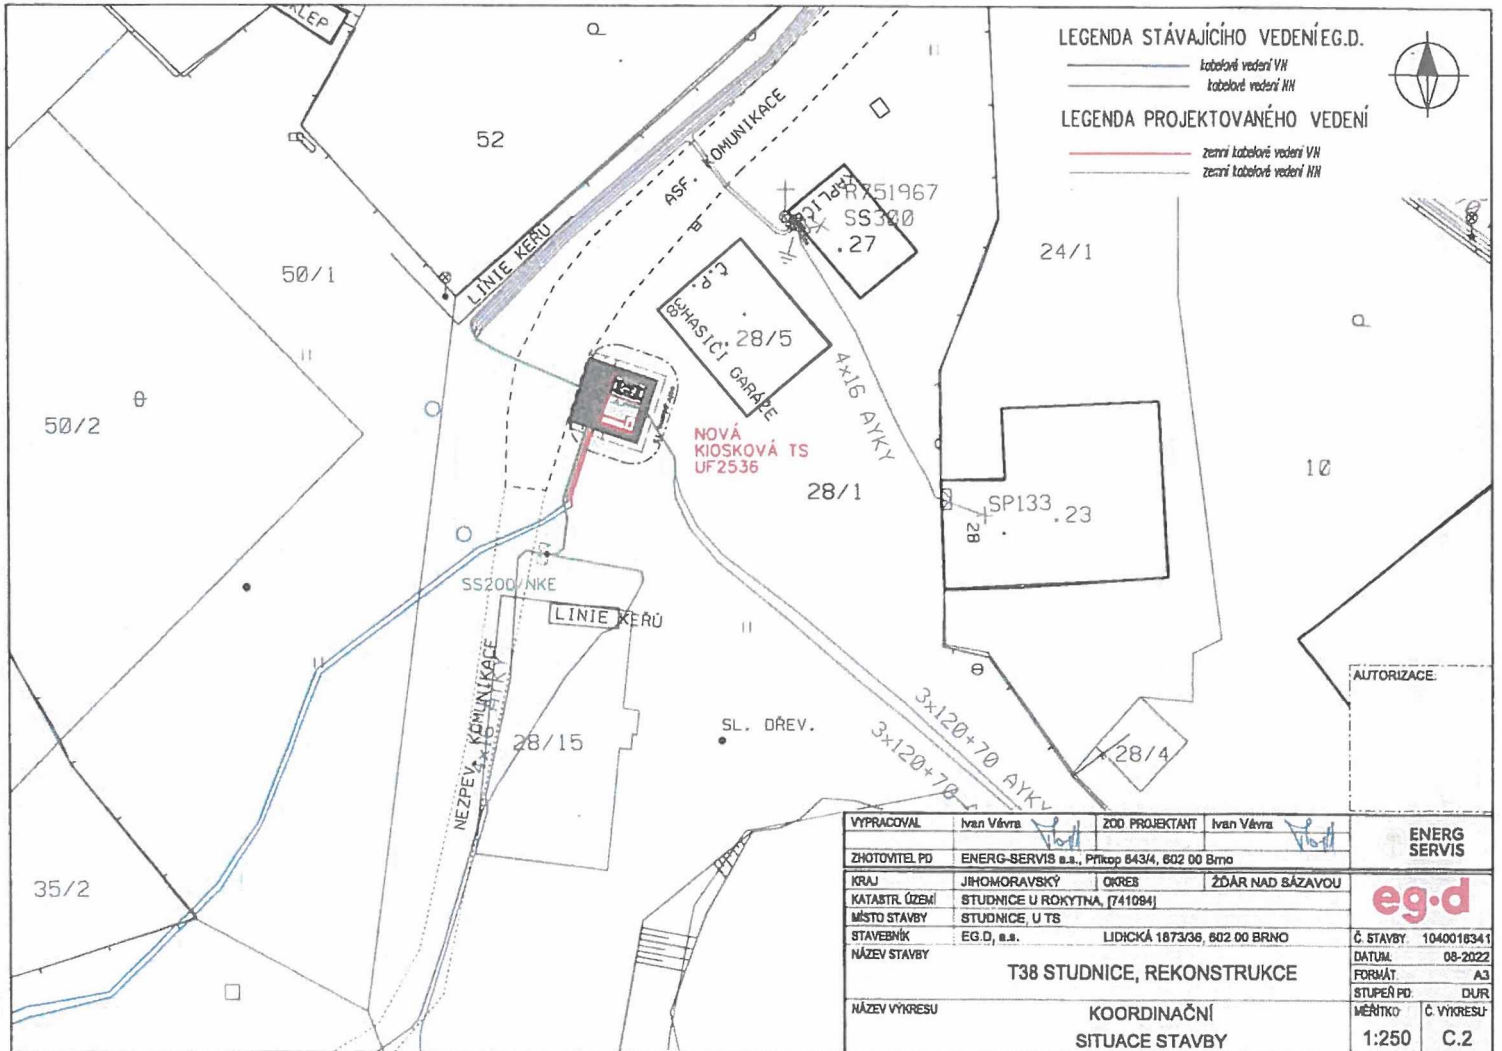 KLEP
52
50/1
50/2
35/2
LINIE KEŘŮ
ASF. KOMUNIKACE
LEGENDA STÁVAJÍCÍHO VEDENÍ EG.D.
kabelové vedení VN
kabelové vedení NN
LEGENDA PROJEKTOVANÉHO VEDENÍ
zemní kabelové vedení VN
zemní kabelové vedení NN
R751967
SS300
.27
24/1
Č.P.
28/5
HASIČI GARÁŽE
4x16 AYKY
NOVÁ
KIOSKOVÁ TS
UF2536
28/1
SP133
.23
28
10
SS200/NKE
LINIE KEŘŮ
NEZPEV. KOMUNIKACE
28/15
SL. DŘEV.
3x120+70 AYKY
3x120+70
28/4
AUTORIZACE:
VYPRACOVAL Ivan Vávra ZOD PROJEKTANT Ivan Vávra
ENERG
SERVIS
ZHOTOVITEL PD ENERG-SERVIS a.s., Příkop 843/4, 602 00 Brno
KRAJ JIHOMORAVSKÝ OKRES ŽĎÁR NAD SÁZAVOU
KATASTR. ÚZEMÍ STUDNICE U ROKYTNA, [741094]
MÍSTO STAVBY STUDNICE, U TS
STAVEBNÍK EG.D, a.s. LIDICKÁ 1873/36, 602 00 BRNO
eg·d
NÁZEV STAVBY
T38 STUDNICE, REKONSTRUKCE
Č. STAVBY 1040016341
DATUM 08-2022
FORMÁT A3
STUPEŇ PD DUR
NÁZEV VÝKRESU
KOORDINAČNÍ
SITUACE STAVBY
MĚŘÍTKO Č. VÝKRESU
1:250 C.2